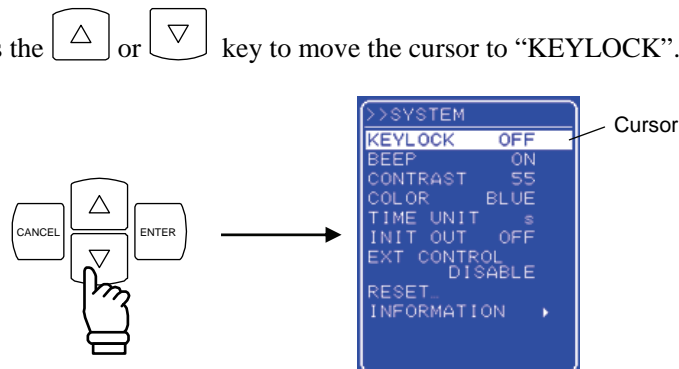 the △ or ▽ key to move the cursor to “KEYLOCK”.
>>SYSTEM
Cursor
KEYLOCK OFF
BEEP ON
CONTRAST 55
COLOR BLUE
TIME UNIT s
INIT OUT OFF
EXT CONTROL
DISABLE
RESET…
INFORMATION ▸
CANCEL
ENTER